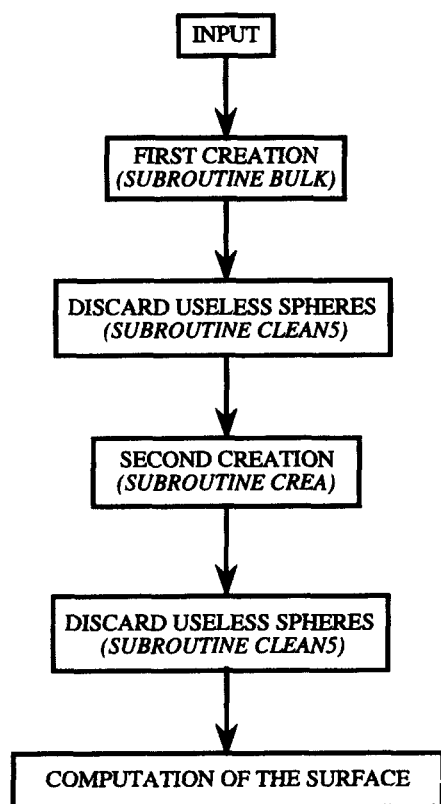 INPUT
FIRST CREATION
(SUBROUTINE BULK)
DISCARD USELESS SPHERES
(SUBROUTINE CLEAN5)
SECOND CREATION
(SUBROUTINE CREA)
DISCARD USELESS SPHERES
(SUBROUTINE CLEAN5)
COMPUTATION OF THE SURFACE